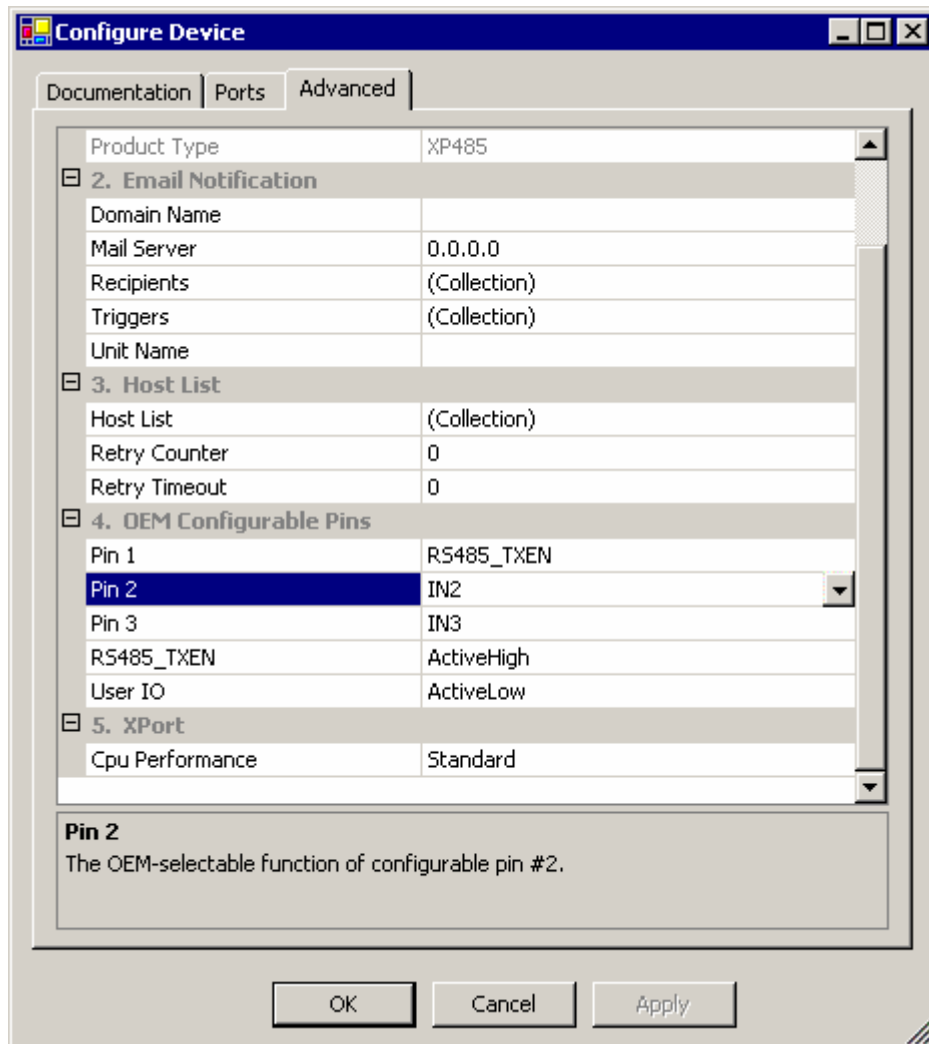 Configure Device
Documentation Ports Advanced
Product Type XP485
2. Email Notification
Domain Name
Mail Server 0.0.0.0
Recipients (Collection)
Triggers (Collection)
Unit Name
3. Host List
Host List (Collection)
Retry Counter 0
Retry Timeout 0
4. OEM Configurable Pins
Pin 1 RS485_TXEN
Pin 2 IN2
Pin 3 IN3
RS485_TXEN ActiveHigh
User IO ActiveLow
5. XPort
Cpu Performance Standard
Pin 2
The OEM-selectable function of configurable pin #2.
OK Cancel Apply